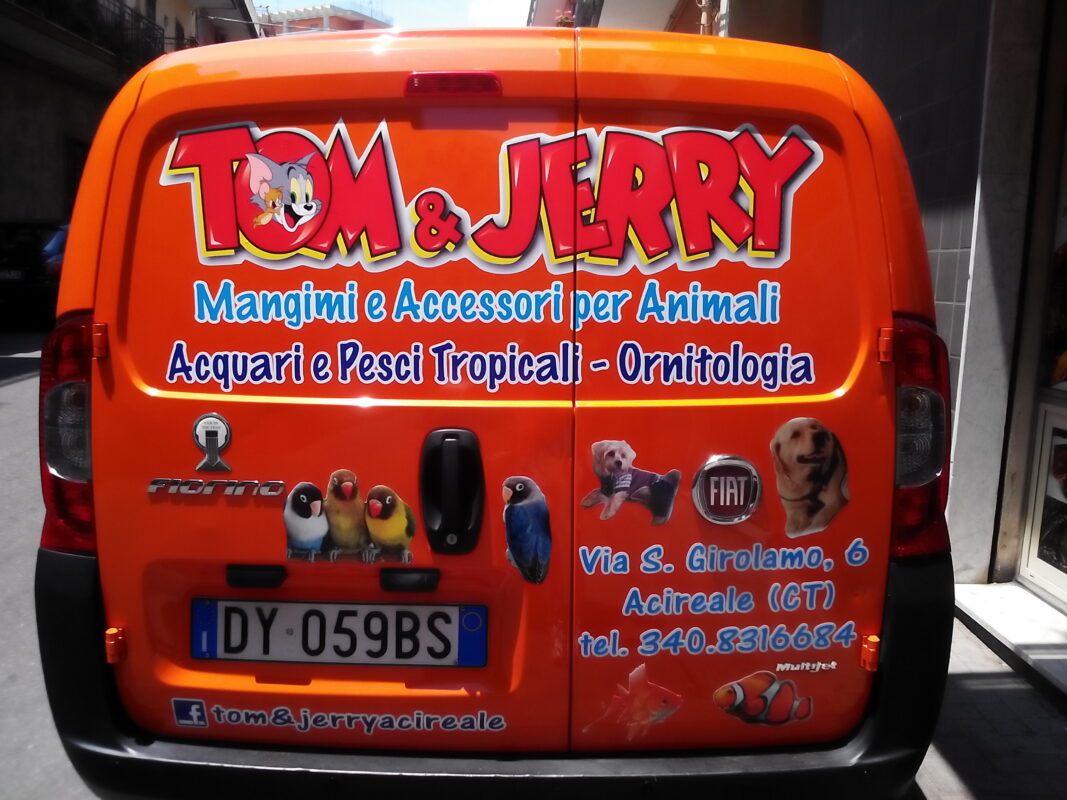 TOM & JERRY
Mangimi e Accessori per Animali
Acquari e Pesci Tropicali - Ornitologia
FIORINO
FIAT
Via S. Girolamo, 6
Acireale (CT)
tel. 340.8316684
DY 059BS
I
Multijet
f tom&jerryacireale